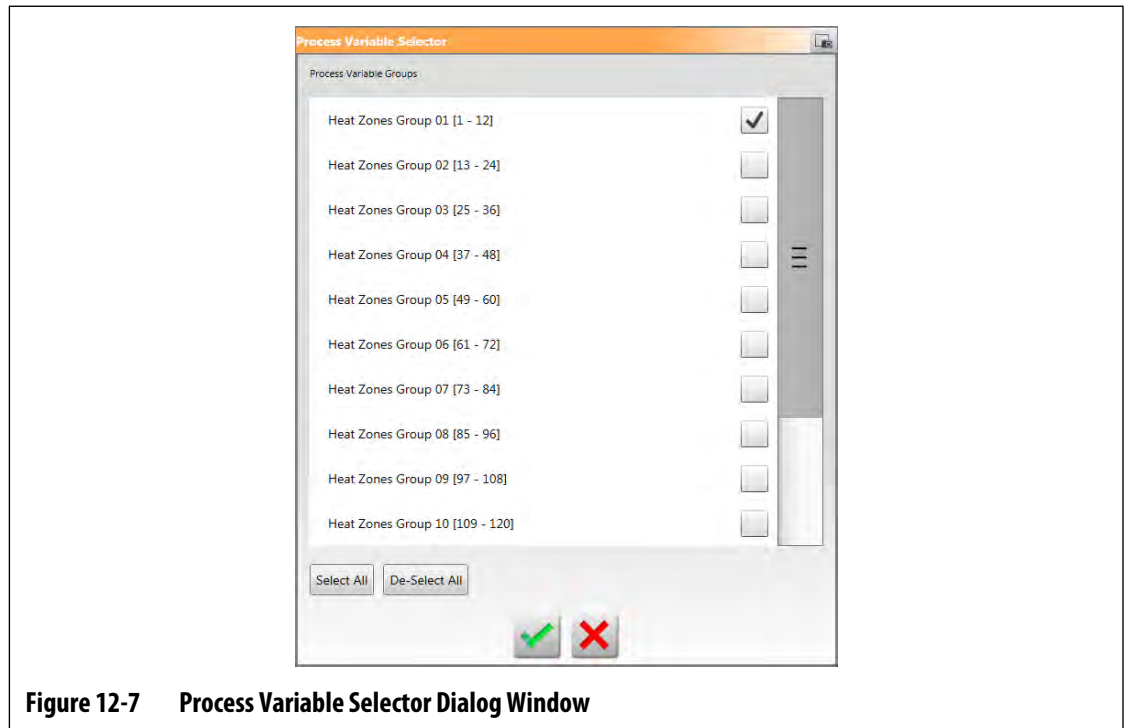 Process Variable Selector
Process Variable Groups
Heat Zones Group 01 [1 - 12]
Heat Zones Group 02 [13 - 24]
Heat Zones Group 03 [25 - 36]
Heat Zones Group 04 [37 - 48]
Heat Zones Group 05 [49 - 60]
Heat Zones Group 06 [61 - 72]
Heat Zones Group 07 [73 - 84]
Heat Zones Group 08 [85 - 96]
Heat Zones Group 09 [97 - 108]
Heat Zones Group 10 [109 - 120]
Select All De-Select All
Figure 12-7 Process Variable Selector Dialog Window